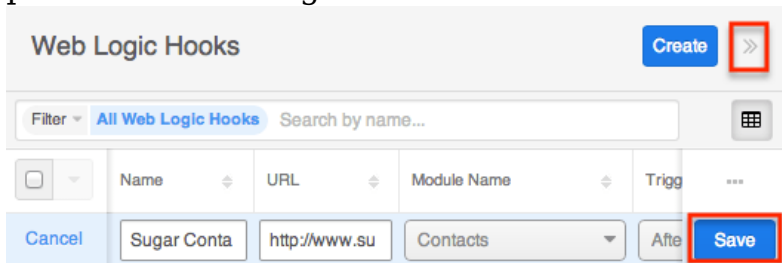 Web Logic Hooks Create »
Filter All Web Logic Hooks Search by name...
Name URL Module Name Trigg
Cancel Sugar Conta http://www.su Contacts Afte Save